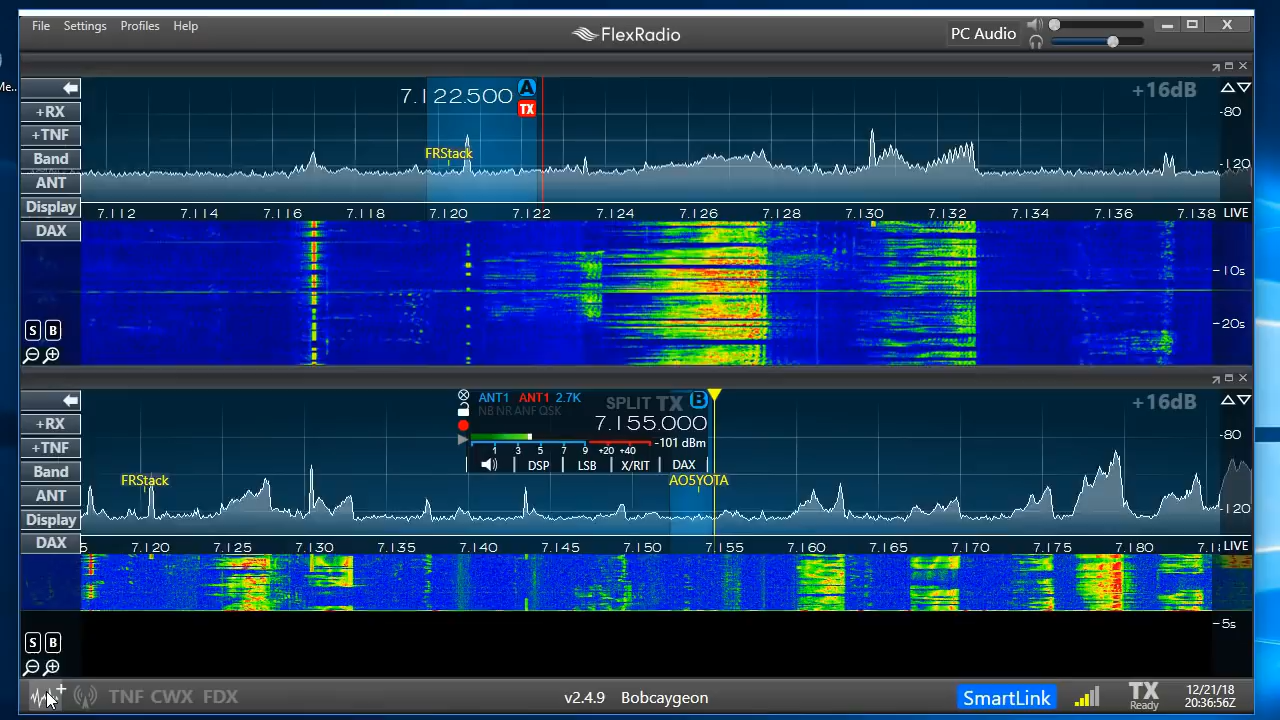 File Settings Profiles Help
FlexRadio
PC Audio
Me..
+RX
+TNF
Band
ANT
Display
DAX
7.122.500 A
TX
FRStack
+16dB
-80
-120
7.112 7.114 7.116 7.118 7.120 7.122 7.124 7.126 7.128 7.130 7.132 7.134 7.136 7.138 LIVE
-10s
-20s
S B
+RX
+TNF
Band
ANT
Display
DAX
ANT1 ANT1 2.7K SPLIT TX B
NB NR ANF QSK
7.155.000
1 3 5 7 9 +20 +40 -101 dBm
DSP LSB X/RIT DAX
FRStack
AO5YOTA
+16dB
-80
-120
5 7.120 7.125 7.130 7.135 7.140 7.145 7.150 7.155 7.160 7.165 7.170 7.175 7.180 LIVE
-5s
S B
TNF CWX FDX
v2.4.9 Bobcaygeon
SmartLink
TX
Ready
12/21/18
20:36:56Z